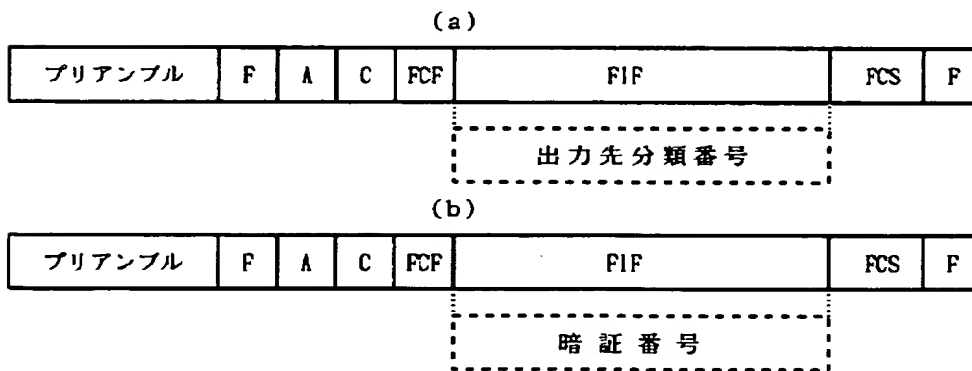 (a)
プリアンブル F A C FCF FIF FCS F
出力先分類番号
(b)
プリアンブル F A C FCF FIF FCS F
暗証番号